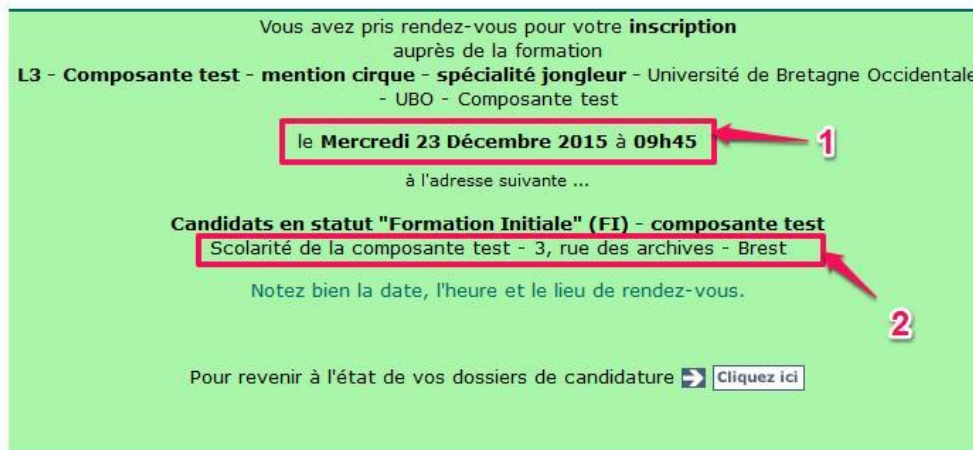 Vous avez pris rendez-vous pour votre inscription
auprès de la formation
L3 - Composante test - mention cirque - spécialité jongleur - Université de Bretagne Occidentale
- UBO - Composante test
le Mercredi 23 Décembre 2015 à 09h45
1
à l'adresse suivante ...
Candidats en statut "Formation Initiale" (FI) - composante test
Scolarité de la composante test - 3, rue des archives - Brest
Notez bien la date, l'heure et le lieu de rendez-vous.
2
Pour revenir à l'état de vos dossiers de candidature Cliquez ici